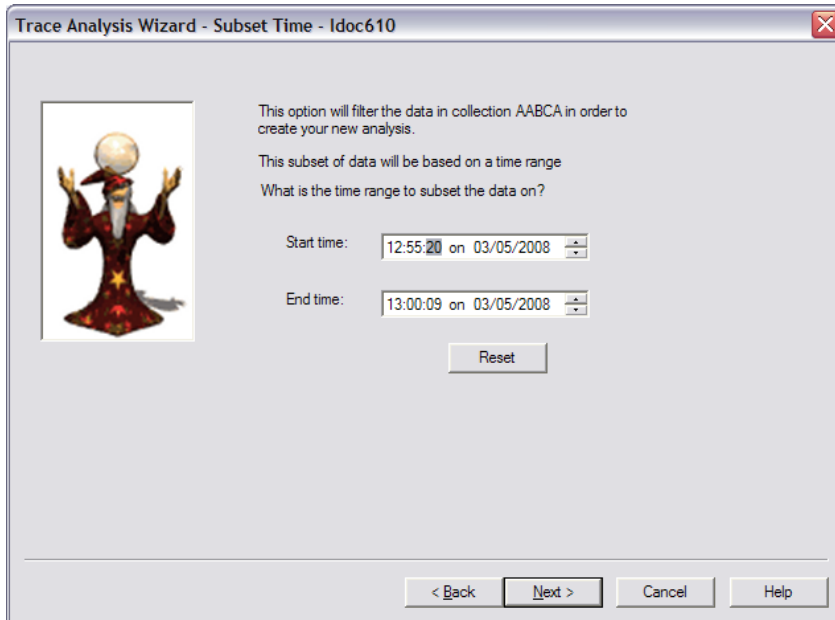 Trace Analysis Wizard - Subset Time - Idoc610
This option will filter the data in collection AABCA in order to
create your new analysis.
This subset of data will be based on a time range
What is the time range to subset the data on?
Start time: 12:55:20 on 03/05/2008
End time: 13:00:09 on 03/05/2008
Reset
< Back Next > Cancel Help